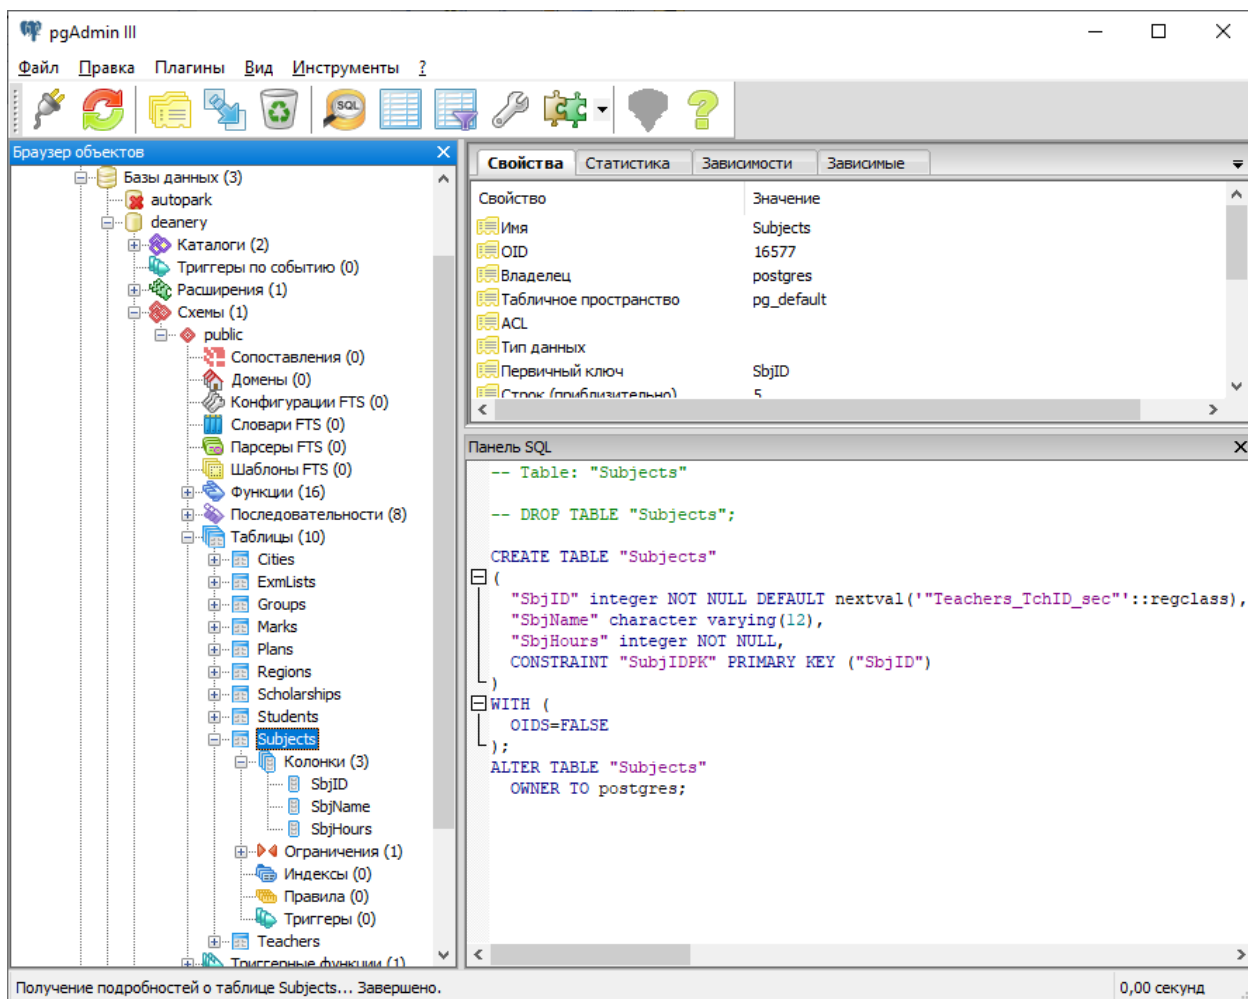 pgAdmin III
Файл Правка Плагины Вид Инструменты ?
SQL
Браузер объектов
Базы данных (3)
autopark
deanery
Каталоги (2)
Триггеры по событию (0)
Расширения (1)
Схемы (1)
public
Сопоставления (0)
Домены (0)
Конфигурации FTS (0)
Словари FTS (0)
Парсеры FTS (0)
Шаблоны FTS (0)
Функции (16)
Последовательности (8)
Таблицы (10)
Cities
ExmLists
Groups
Marks
Plans
Regions
Scholarships
Students
Subjects
Колонки (3)
SbjID
SbjName
SbjHours
Ограничения (1)
Индексы (0)
Правила (0)
Триггеры (0)
Teachers
Триггерные функции (1)
Свойства Статистика Зависимости Зависимые
Свойство Значение
Имя Subjects
OID 16577
Владелец postgres
Табличное пространство pg_default
ACL
Тип данных
Первичный ключ SbjID
Строк (приблизительно) 5
Панель SQL
-- Table: "Subjects"
-- DROP TABLE "Subjects";
CREATE TABLE "Subjects"
(
"SbjID" integer NOT NULL DEFAULT nextval('"Teachers_TchID_sec"'::regclass),
"SbjName" character varying(12),
"SbjHours" integer NOT NULL,
CONSTRAINT "SubjIDPK" PRIMARY KEY ("SbjID")
)
WITH (
OIDS=FALSE
);
ALTER TABLE "Subjects"
OWNER TO postgres;
Получение подробностей о таблице Subjects... Завершено. 0,00 секунд